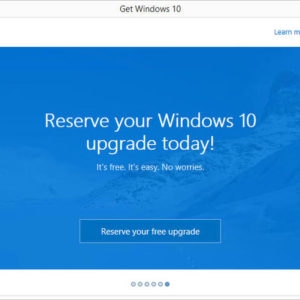 Get Windows 10
Learn m
Reserve your Windows 10
upgrade today!
It's free. It's easy. No worries.
Reserve your free upgrade